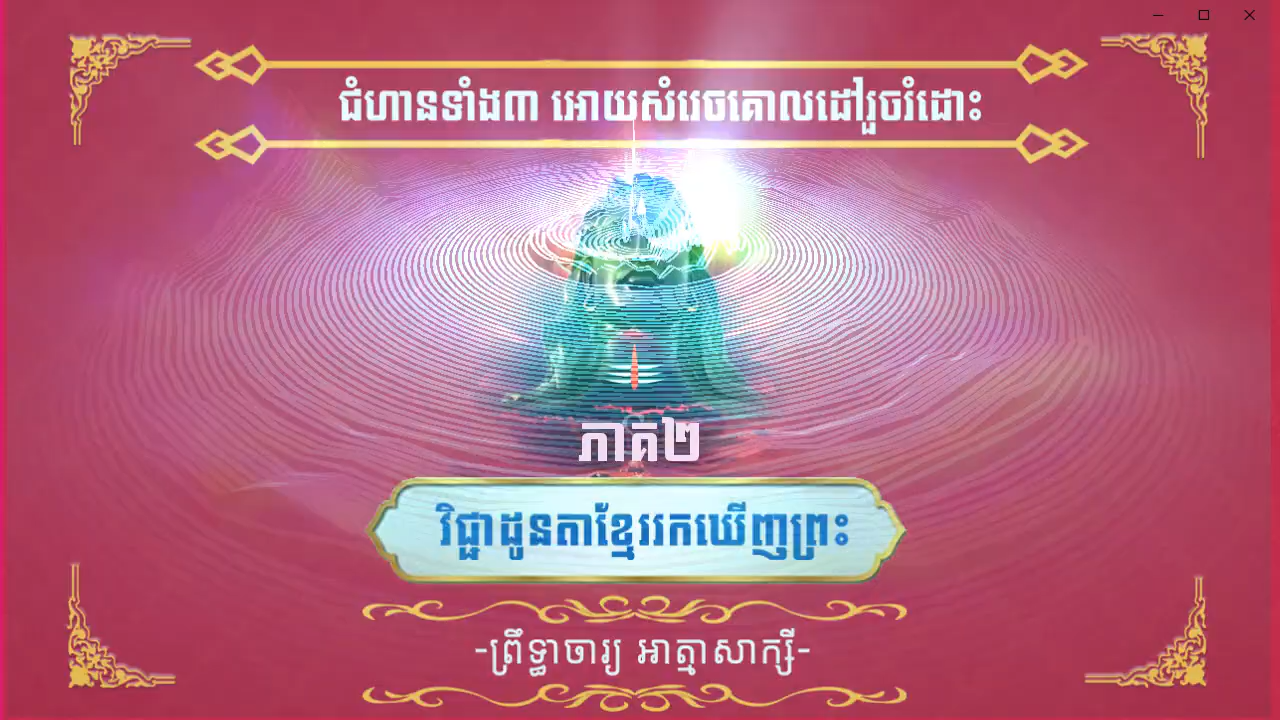 ជំហានទាំង៣ អោយសំរេចគោលដៅរួចរំដោះ
ភាគ២
វិជ្ជាដូនតាខ្មែររកឃើញព្រះ
-ព្រឹទ្ធាចារ្យ អាត្មាសាក្សី-